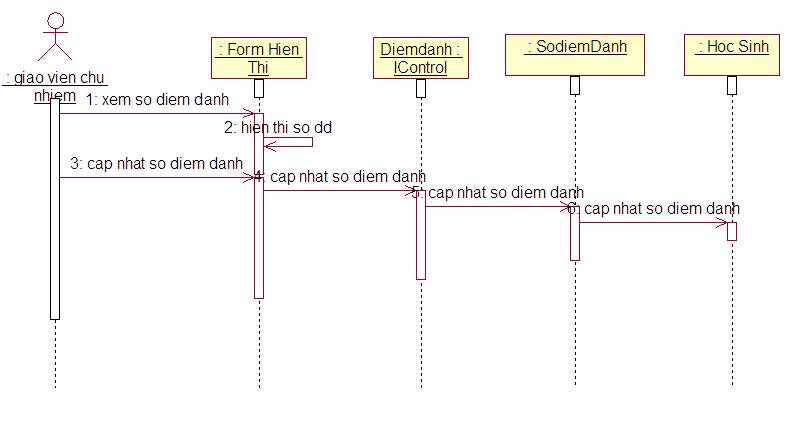 : giao vien chu
nhiem
: Form Hien
Thi
Diemdanh :
IControl
: SodiemDanh
: Hoc Sinh
1: xem so diem danh
2: hien thi so dd
3: cap nhat so diem danh
4: cap nhat so diem danh
5: cap nhat so diem danh
6: cap nhat so diem danh